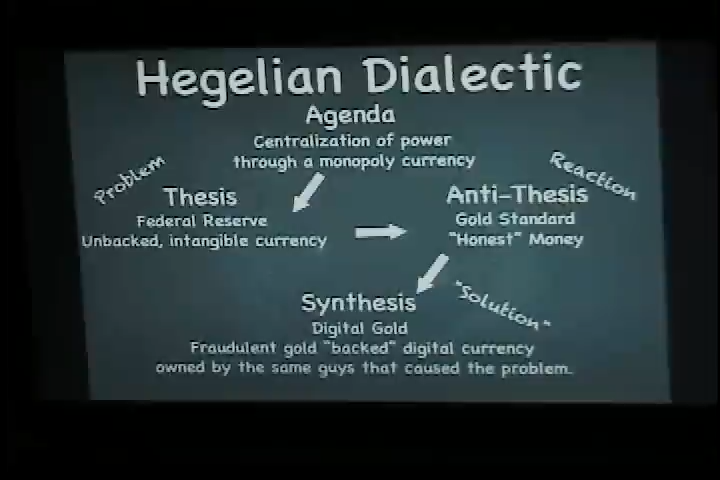 Hegelian Dialectic
Agenda
Centralization of power
through a monopoly currency
Problem
Reaction
Thesis
Federal Reserve
Unbacked, intangible currency
Anti-Thesis
Gold Standard
"Honest" Money
"Solution"
Synthesis
Digital Gold
Fraudulent gold "backed" digital currency
owned by the same guys that caused the problem.